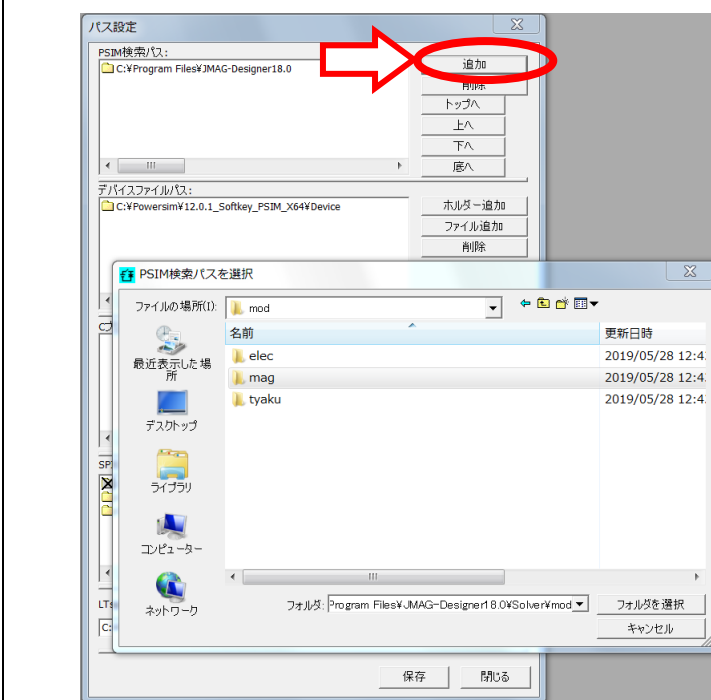 パス設定
PSIM検索パス:
C:¥Program Files¥JMAG-Designer18.0
追加
削除
トップへ
上へ
下へ
底へ
デバイスファイルパス:
C:¥Powersim¥12.0.1_Softkey_PSIM_X64¥Device
ホルダー追加
ファイル追加
削除
PSIM検索パスを選択
ファイルの場所(I):
mod
名前
更新日時
最近表示した場所
デスクトップ
ライブラリ
コンピューター
ネットワーク
elec
2019/05/28 12:4
mag
2019/05/28 12:4
tyaku
2019/05/28 12:4
フォルダ:
Program Files¥JMAG-Designer18.0¥Solver¥mod
フォルダを選択
キャンセル
SP
LTs
C:
保存
閉じる